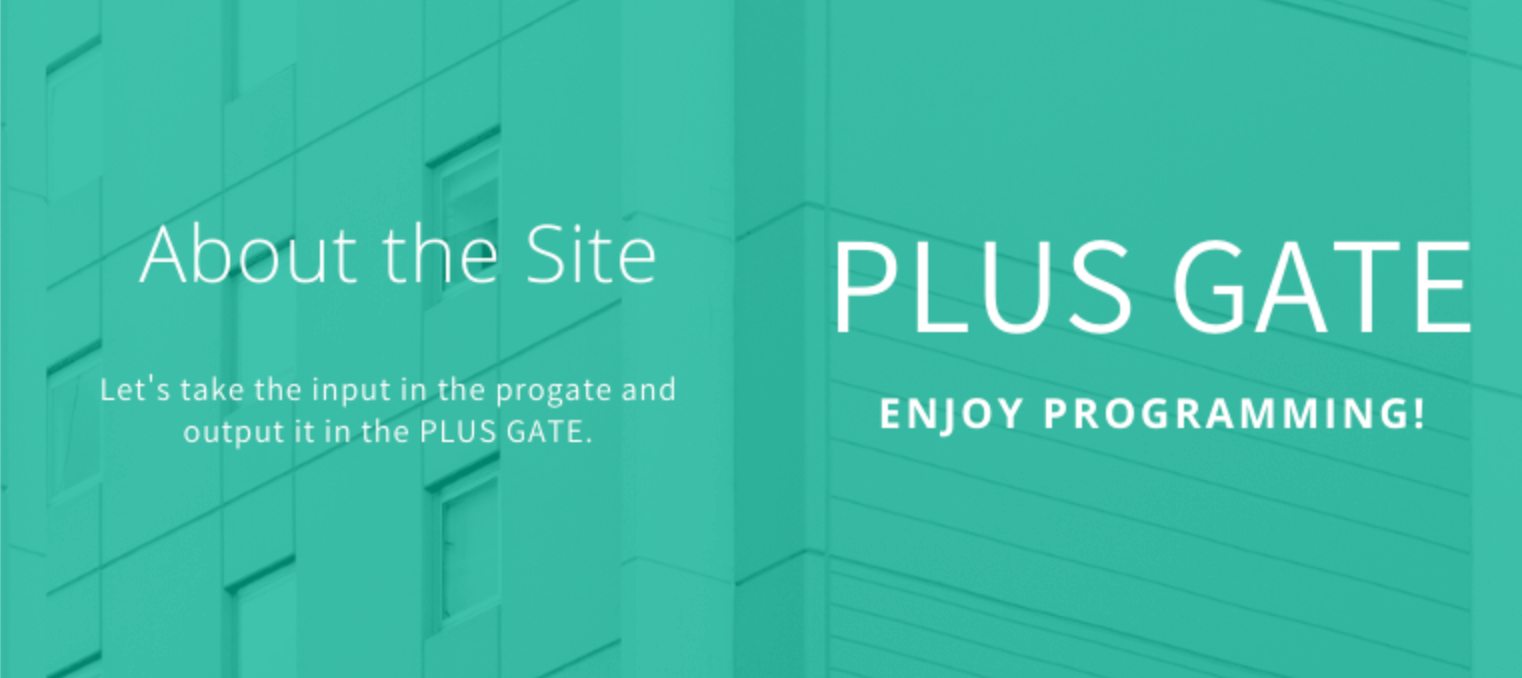 About the Site
Let's take the input in the progate and
output it in the PLUS GATE.
PLUS GATE
ENJOY PROGRAMMING!